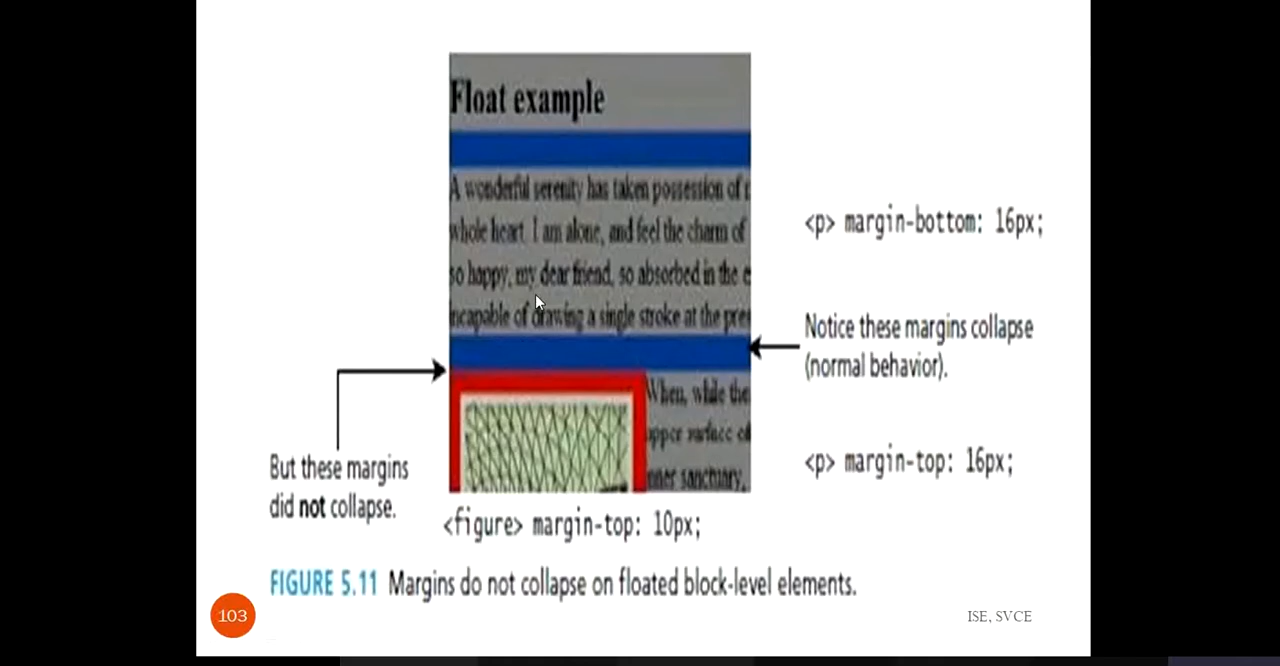 Float example
A wonderful serenity has taken possession of
whole heart. I am alone, and feel the charm of
so happy, my dear friend, so absorbed in the e
incapable of drawing a single stroke at the pre
When, while the
upper surface of
nner sanctuary,
<p> margin-bottom: 16px;
Notice these margins collapse
(normal behavior).
<p> margin-top: 16px;
But these margins
did not collapse.
<figure> margin-top: 10px;
FIGURE 5.11 Margins do not collapse on floated block-level elements.
103
ISE, SVCE